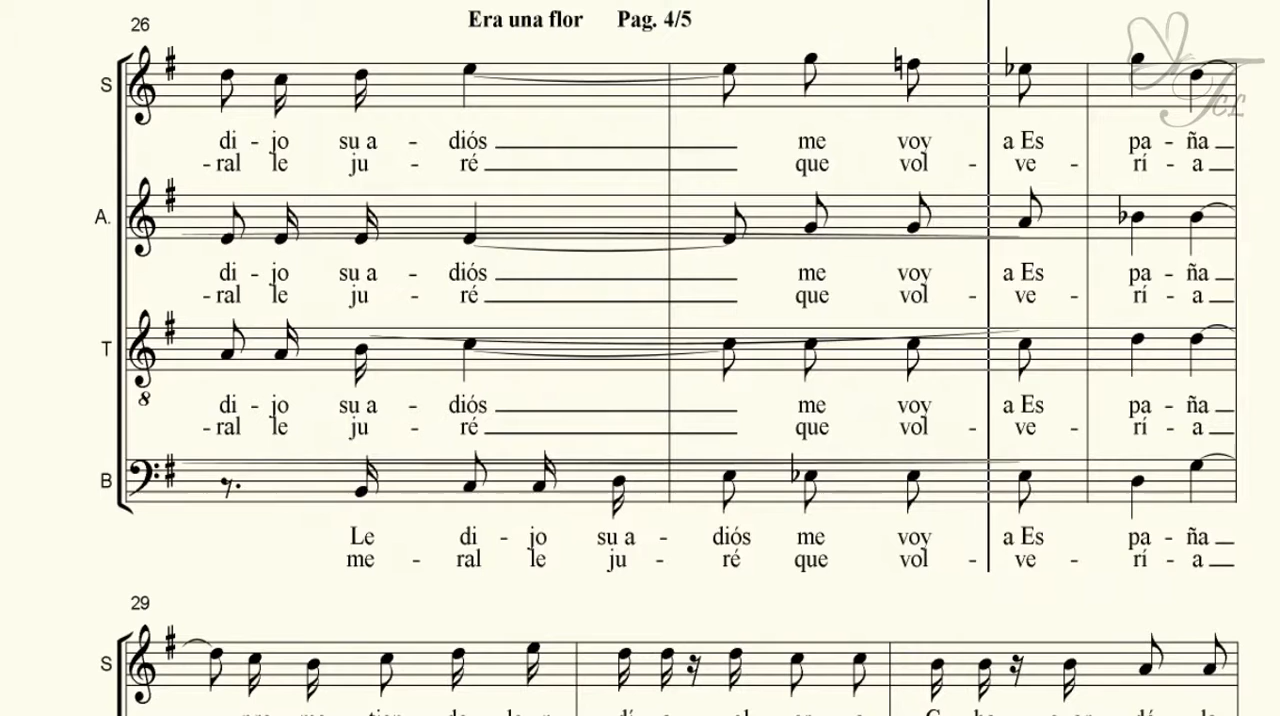 Era una flor Pag. 4/5
26
S
di - jo su a - diós me voy a Es pa - ña
- ral le ju - ré que vol - ve - rí - a
A.
di - jo su a - diós me voy a Es pa - ña
- ral le ju - ré que vol - ve - rí - a
T
8
di - jo su a - diós me voy a Es pa - ña
- ral le ju - ré que vol - ve - rí - a
B
Le di - jo su a - diós me voy a Es pa - ña
me - ral le ju - ré que vol - ve - rí - a
29
S